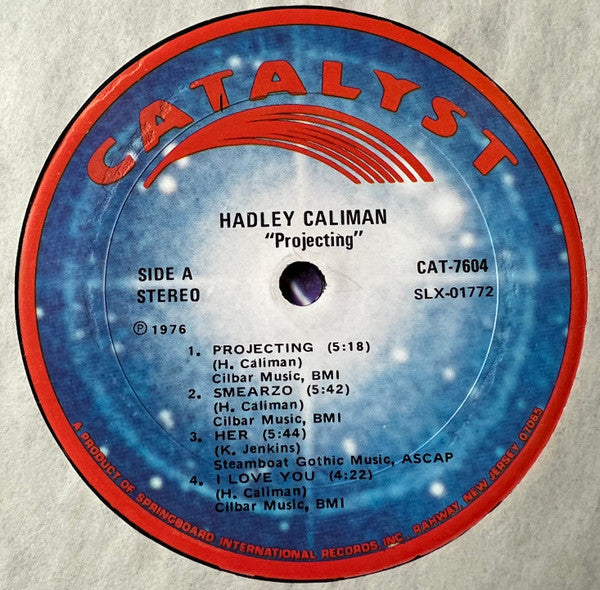 CATALYST
HADLEY CALIMAN
"Projecting"
SIDE A
STEREO
CAT-7604
SLX-01772
℗ 1976
1. PROJECTING (5:18)
(H. Caliman)
Cilbar Music, BMI
2. SMEARZO (5:42)
(H. Caliman)
Cilbar Music, BMI
3. HER (5:44)
(K. Jenkins)
Steamboat Gothic Music, ASCAP
4. I LOVE YOU (4:22)
(H. Caliman)
Cilbar Music, BMI
A PRODUCT OF SPRINGBOARD INTERNATIONAL RECORDS INC., RAHWAY, NEW JERSEY 07065